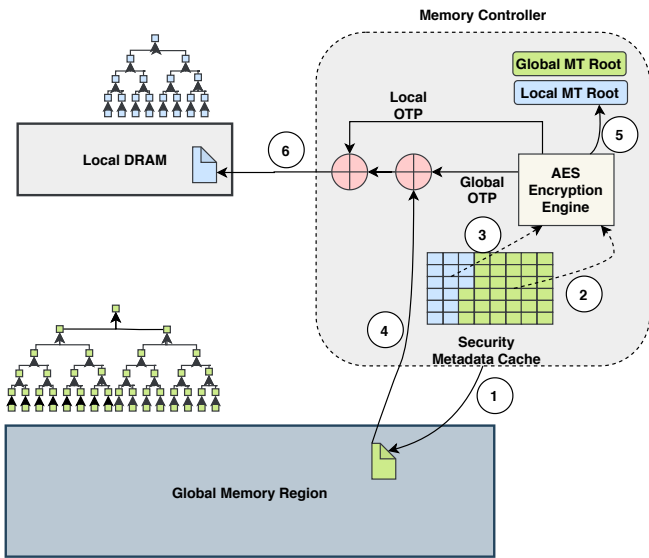 Memory Controller
Global MT Root
Local MT Root
Local
OTP
5
6
Local DRAM
AES
Encryption
Engine
Global
OTP
3
2
4
Security
Metadata Cache
1
Global Memory Region